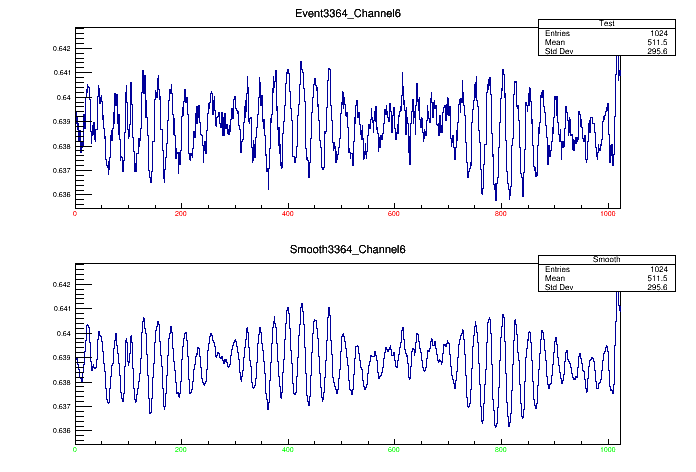 Event3364_Channel6
Test
Entries 1024
Mean 511.5
Std Dev 295.6
0.642
0.641
0.64
0.639
0.638
0.637
0.636
0 200 400 600 800 1000
Smooth3364_Channel6
Smooth
Entries 1024
Mean 511.5
Std Dev 295.6
0.642
0.641
0.64
0.639
0.638
0.637
0.636
0 200 400 600 800 1000